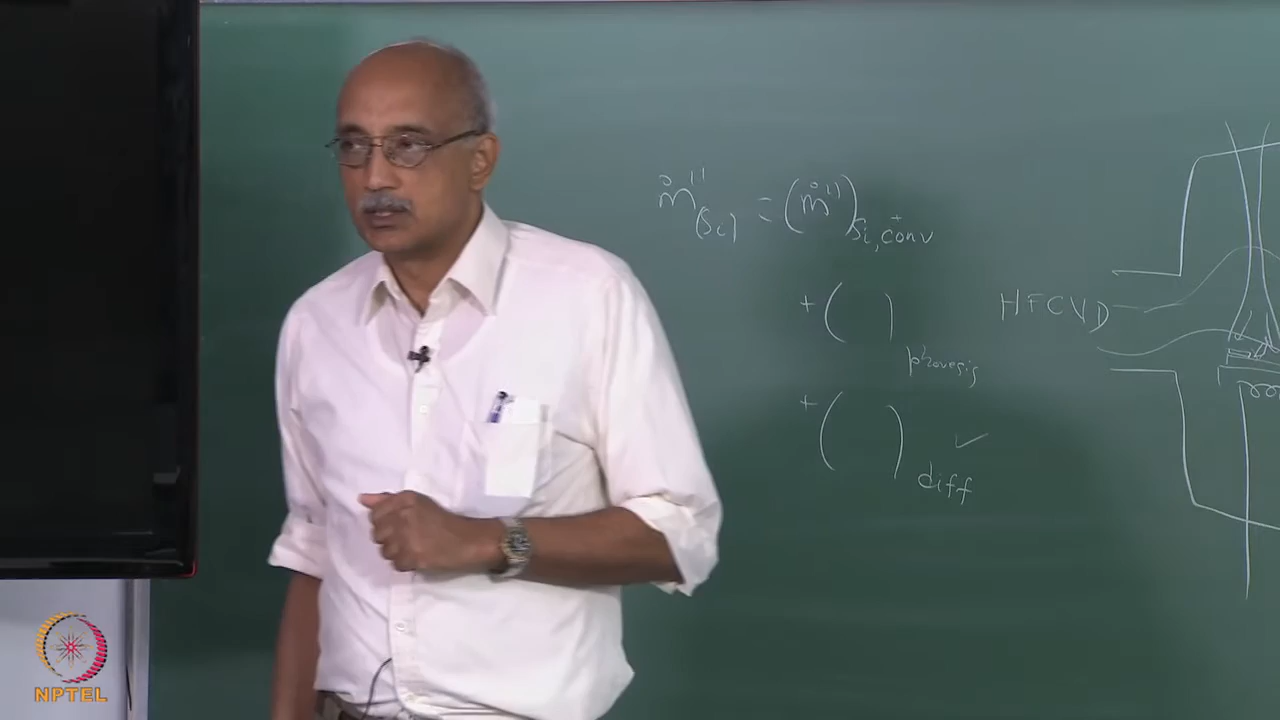 ṁ'' (Si) = (ṁ'') Si, conv
+ ( ) phoresis
+ ( ) diff ✓
HFCVD
NPTEL